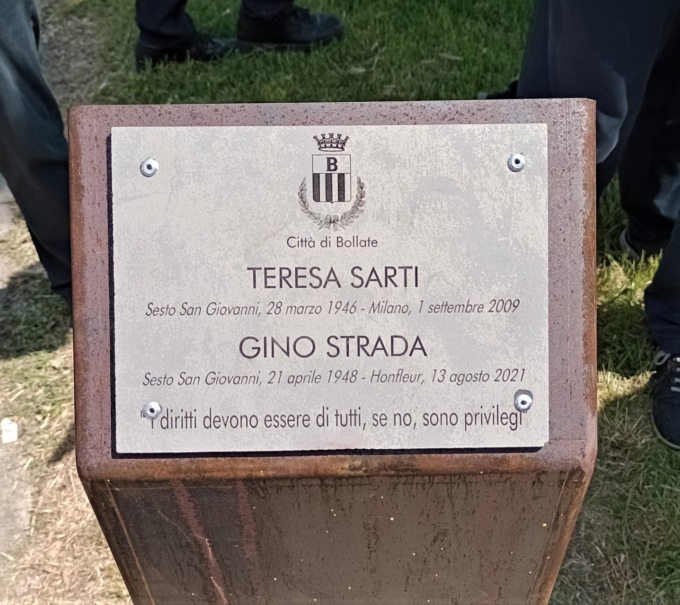 B
Città di Bollate
TERESA SARTI
Sesto San Giovanni, 28 marzo 1946 - Milano, 1 settembre 2009
GINO STRADA
Sesto San Giovanni, 21 aprile 1948 - Honfleur, 13 agosto 2021
"I diritti devono essere di tutti, se no, sono privilegi